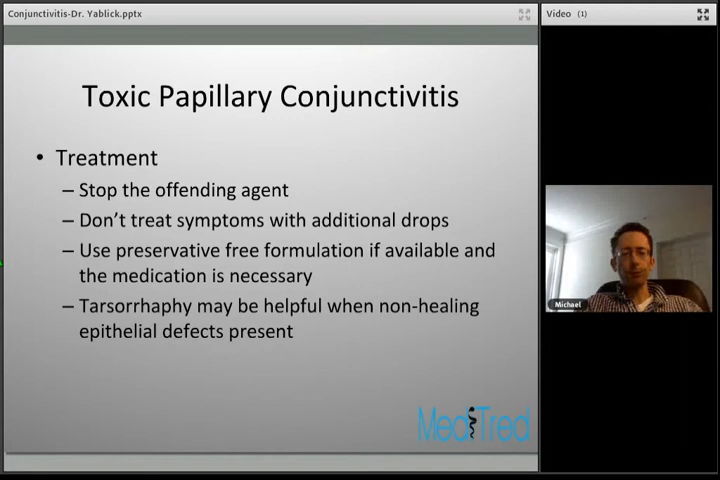 Conjunctivitis-Dr. Yablick.pptx
Video (1)
Toxic Papillary Conjunctivitis
• Treatment
– Stop the offending agent
– Don't treat symptoms with additional drops
– Use preservative free formulation if available and
the medication is necessary
– Tarsorrhaphy may be helpful when non-healing
epithelial defects present
Michael
MedTred